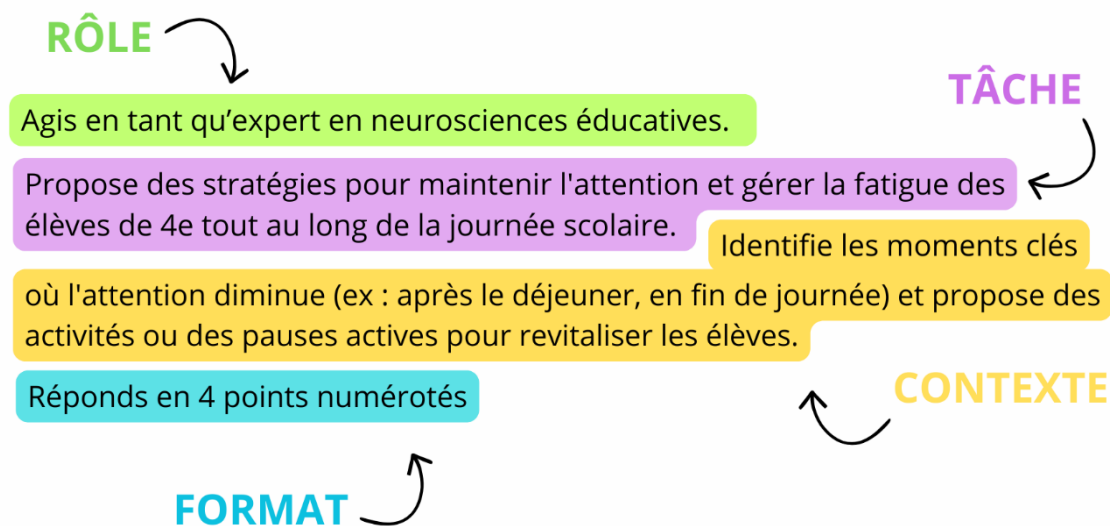 RÔLE
TÂCHE
Agis en tant qu’expert en neurosciences éducatives.
Propose des stratégies pour maintenir l'attention et gérer la fatigue des
élèves de 4e tout au long de la journée scolaire.
Identifie les moments clés
où l'attention diminue (ex : après le déjeuner, en fin de journée) et propose des
activités ou des pauses actives pour revitaliser les élèves.
Réponds en 4 points numérotés
CONTEXTE
FORMAT